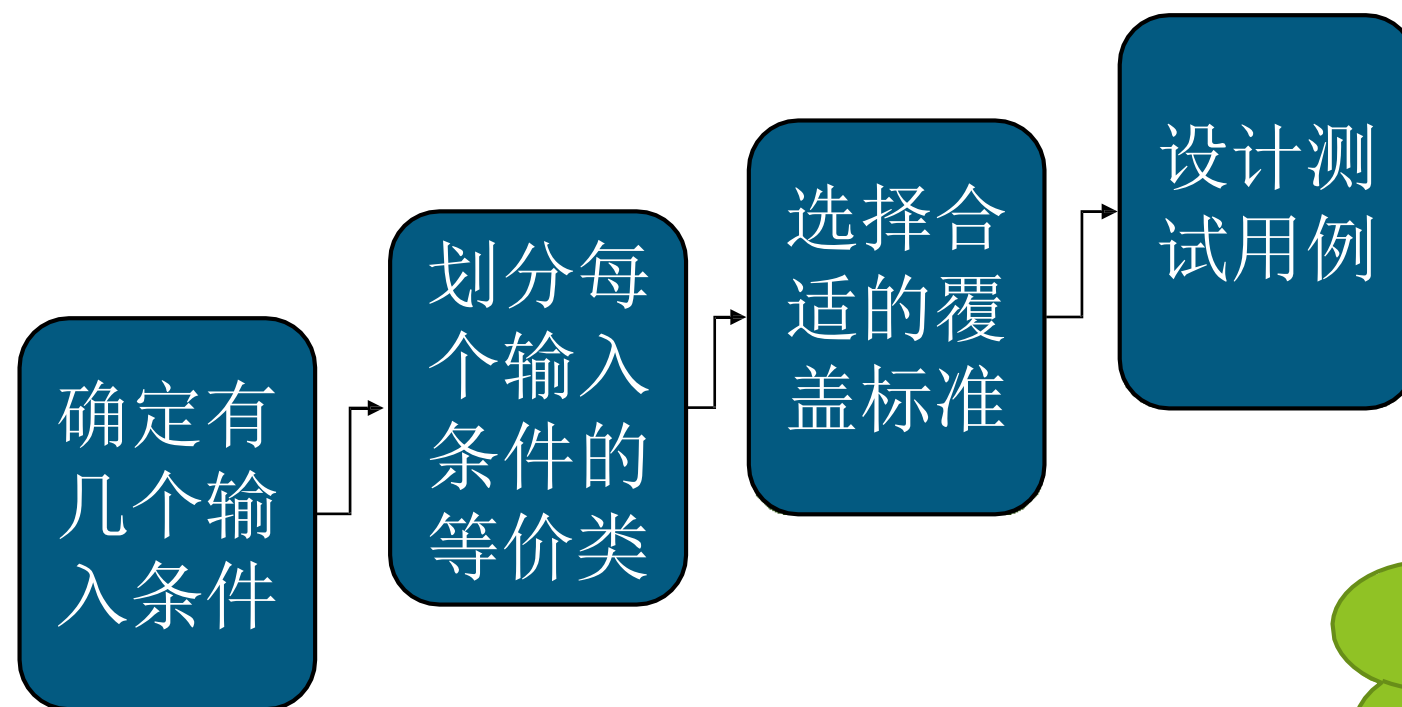 确定有
几个输
入条件
划分每
个输入
条件的
等价类
选择合
适的覆
盖标准
设计测
试用例